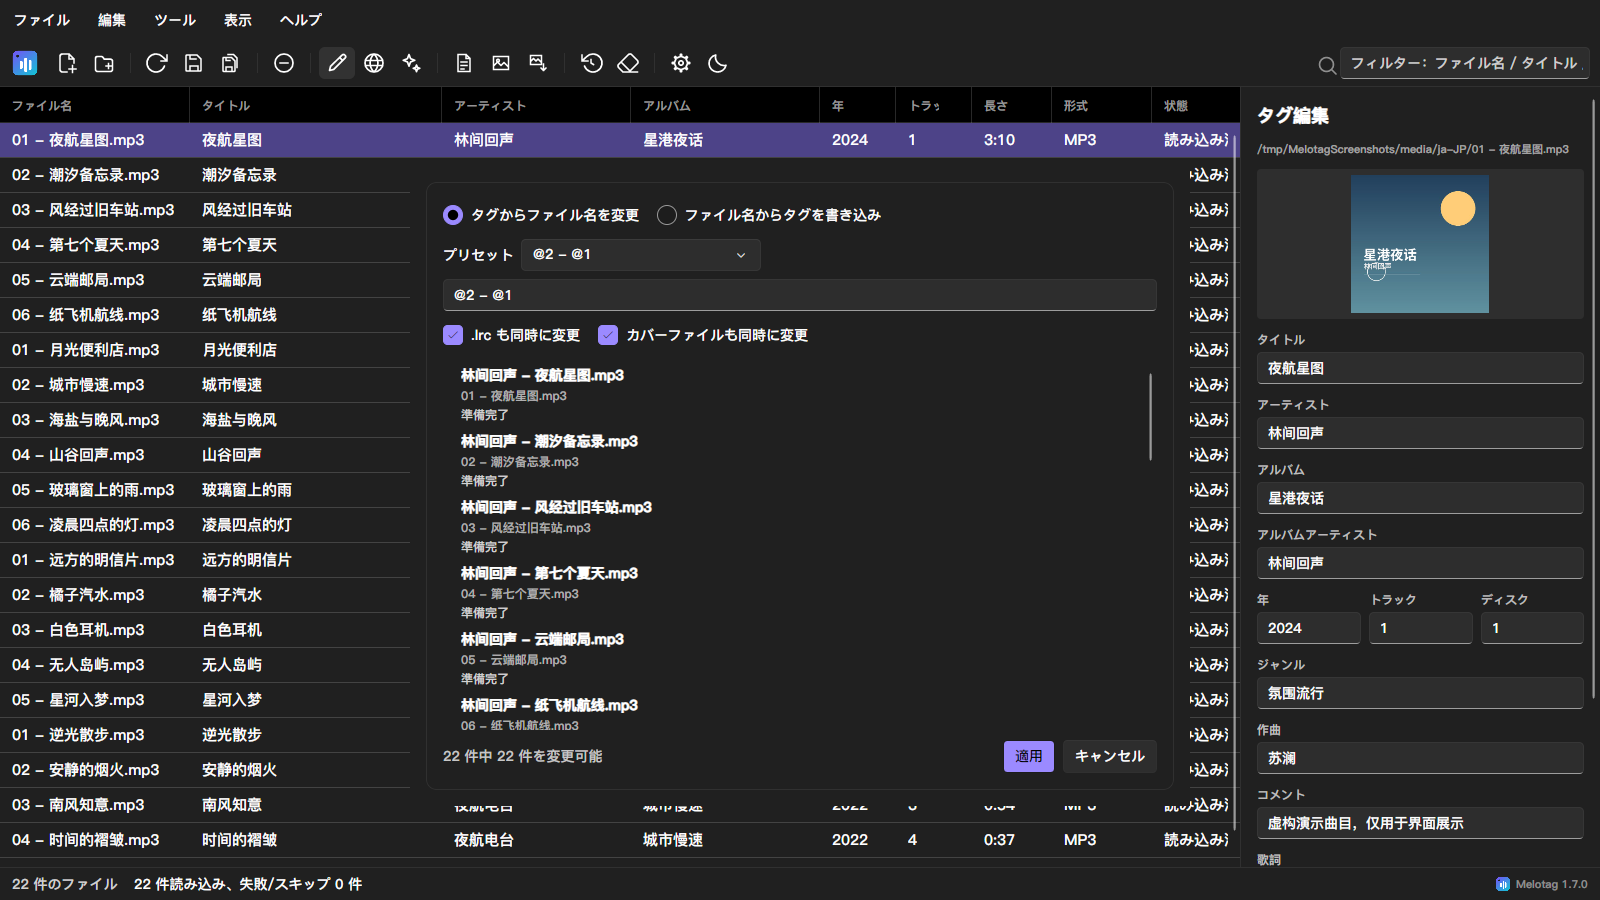 ファイル 編集 ツール 表示 ヘルプ
フィルター: ファイル名 / タイトル
ファイル名 タイトル アーティスト アルバム 年 トラッ 長さ 形式 状態
01 – 夜航星图.mp3 夜航星图 林间回声 星港夜话 2024 1 3:10 MP3 読み込み
02 – 潮汐备忘录.mp3 潮汐备忘录
03 – 风经过旧车站.mp3 风经过旧车站
04 – 第七个夏天.mp3 第七个夏天
05 – 云端邮局.mp3 云端邮局
06 – 纸飞机航线.mp3 纸飞机航线
01 – 月光便利店.mp3 月光便利店
02 – 城市慢速.mp3 城市慢速
03 – 海盐与晚风.mp3 海盐与晚风
04 – 山谷回声.mp3 山谷回声
05 – 玻璃窗上的雨.mp3 玻璃窗上的雨
06 – 凌晨四点的灯.mp3 凌晨四点的灯
01 – 远方的明信片.mp3 远方的明信片
02 – 橘子汽水.mp3 橘子汽水
03 – 白色耳机.mp3 白色耳机
04 – 无人岛屿.mp3 无人岛屿
05 – 星河入梦.mp3 星河入梦
01 – 逆光散步.mp3 逆光散步
02 – 安静的烟火.mp3 安静的烟火
03 – 南风知意.mp3 南风知意
04 – 时间的褶皱.mp3 时间的褶皱 夜航电台 城市慢速 2022 4 0:37 MP3 読み込み
タグからファイル名を変更 ファイル名からタグを書き込み
プリセット @2 – @1
@2 – @1
.lrc も同時に変更 カバーファイルも同時に変更
林间回声 – 夜航星图.mp3
01 – 夜航星图.mp3
準備完了
林间回声 – 潮汐备忘录.mp3
02 – 潮汐备忘录.mp3
準備完了
林间回声 – 风经过旧车站.mp3
03 – 风经过旧车站.mp3
準備完了
林间回声 – 第七个夏天.mp3
04 – 第七个夏天.mp3
準備完了
林间回声 – 云端邮局.mp3
05 – 云端邮局.mp3
準備完了
林间回声 – 纸飞机航线.mp3
06 – 纸飞机航线.mp3
22 件中 22 件を変更可能
適用 キャンセル
タグ編集
/tmp/MelotagScreenshots/media/ja-JP/01 – 夜航星图.mp3
星港夜话
林间回声
タイトル
夜航星图
アーティスト
林间回声
アルバム
星港夜话
アルバムアーティスト
林间回声
年 トラック ディスク
2024 1 1
ジャンル
氛围流行
作曲
苏澜
コメント
虚构演示曲目，仅用于界面展示
歌詞
22 件のファイル 22 件読み込み、失敗/スキップ 0 件
Melotag 1.7.0